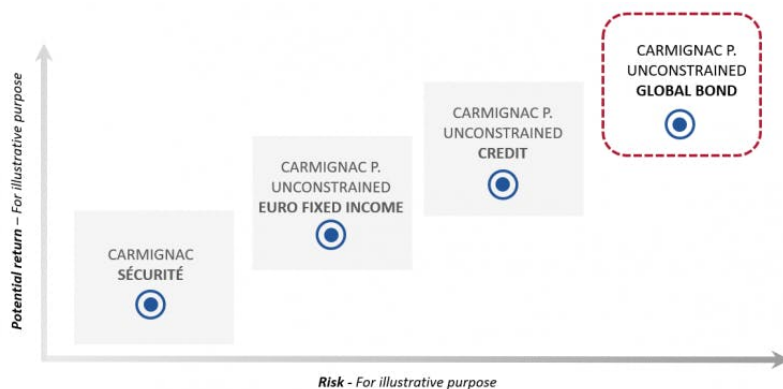 CARMIGNAC P.
UNCONSTRAINED
GLOBAL BOND
CARMIGNAC P.
UNCONSTRAINED
CREDIT
CARMIGNAC P.
UNCONSTRAINED
EURO FIXED INCOME
CARMIGNAC
SÉCURITÉ
Potential return – For illustrative purpose
Risk - For illustrative purpose